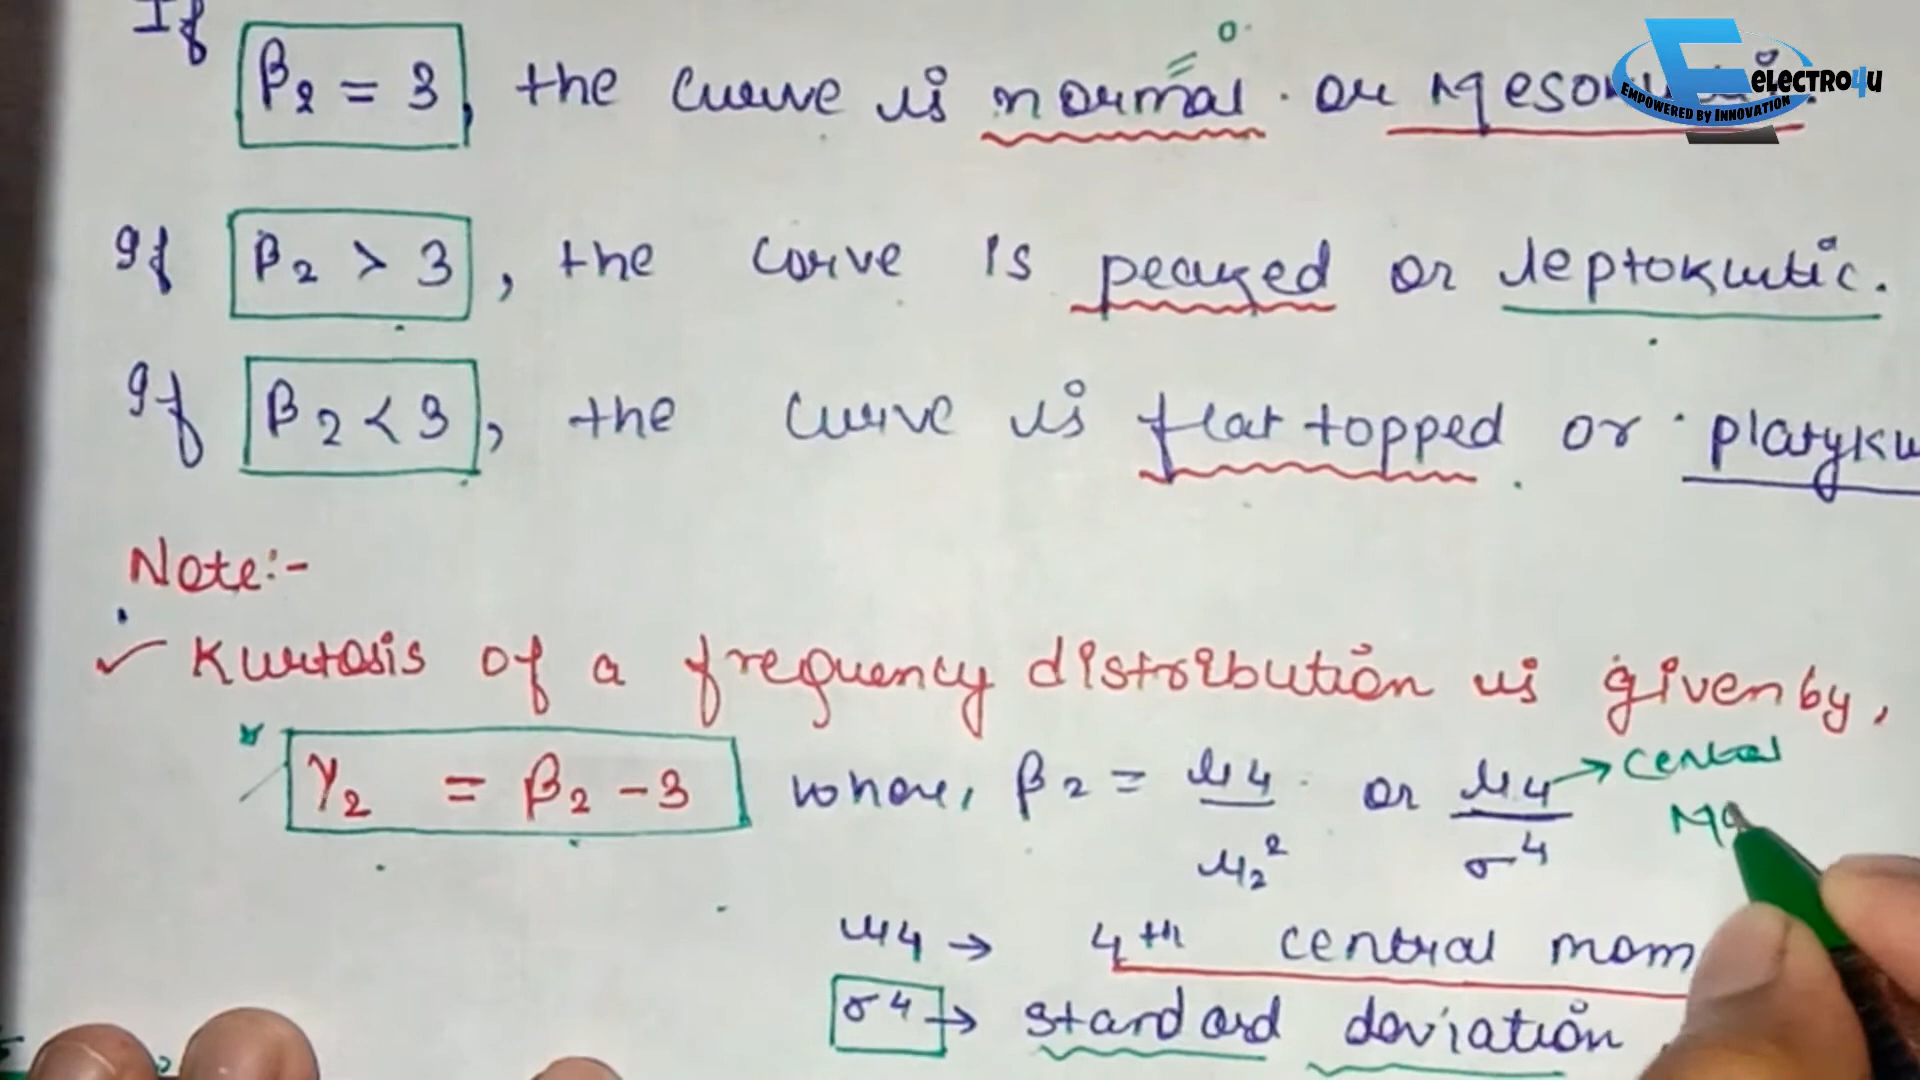 If β2 = 3, the curve is normal or
electro4u
EMPOWERED by INNOVATION
If β2 > 3, the curve is peaked or leptokurtic.
If β2 < 3, the curve is flat topped or platyku
Note:-
✓ Kurtosis of a frequency distribution is given by,
γ2 = β2 - 3 where, β2 = μ4/μ2² or μ4/σ⁴ → central
μ4 → 4th central mom
σ⁴ → standard deviation